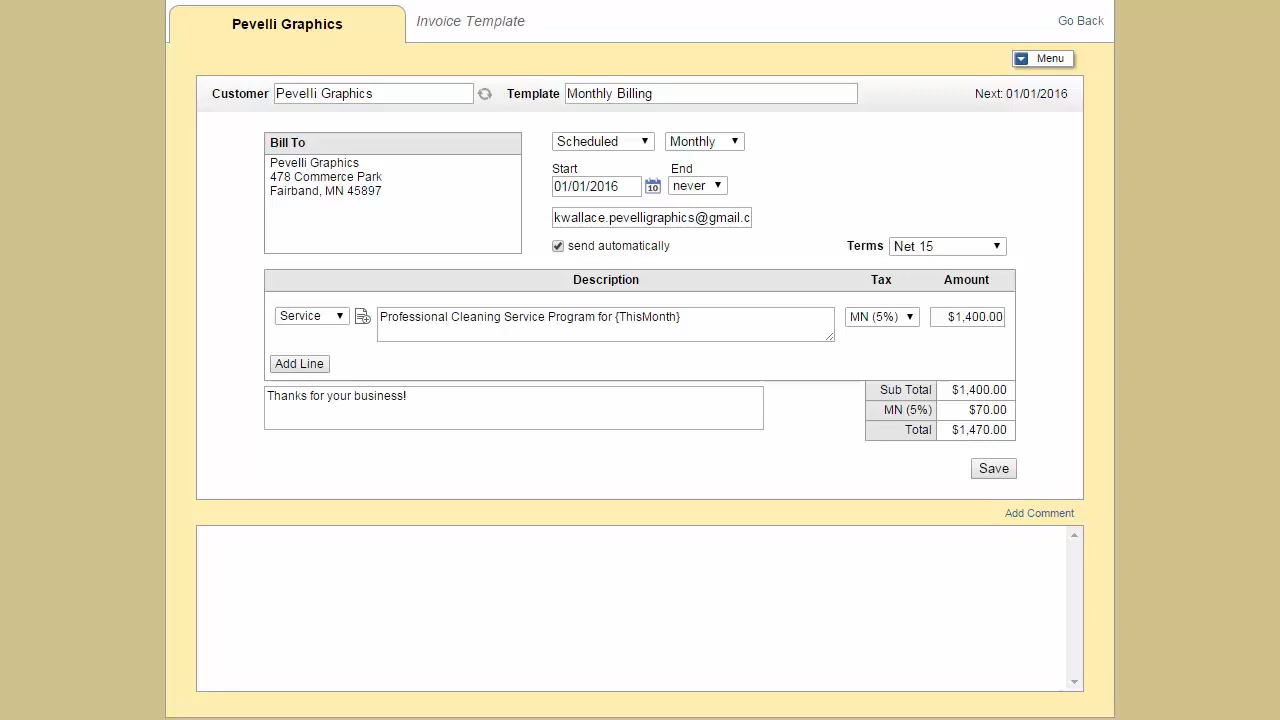 Pevelli Graphics
Invoice Template
Go Back
Menu
Customer Pevelli Graphics Template Monthly Billing Next: 01/01/2016
Bill To
Pevelli Graphics
478 Commerce Park
Fairband, MN 45897
Scheduled Monthly
Start End
01/01/2016 10 never
kwallace.pevelligraphics@gmail.c
send automatically
Terms Net 15
Description Tax Amount
Service Professional Cleaning Service Program for {ThisMonth} MN (5%) $1,400.00
Add Line
Thanks for your business!
Sub Total $1,400.00
MN (5%) $70.00
Total $1,470.00
Save
Add Comment